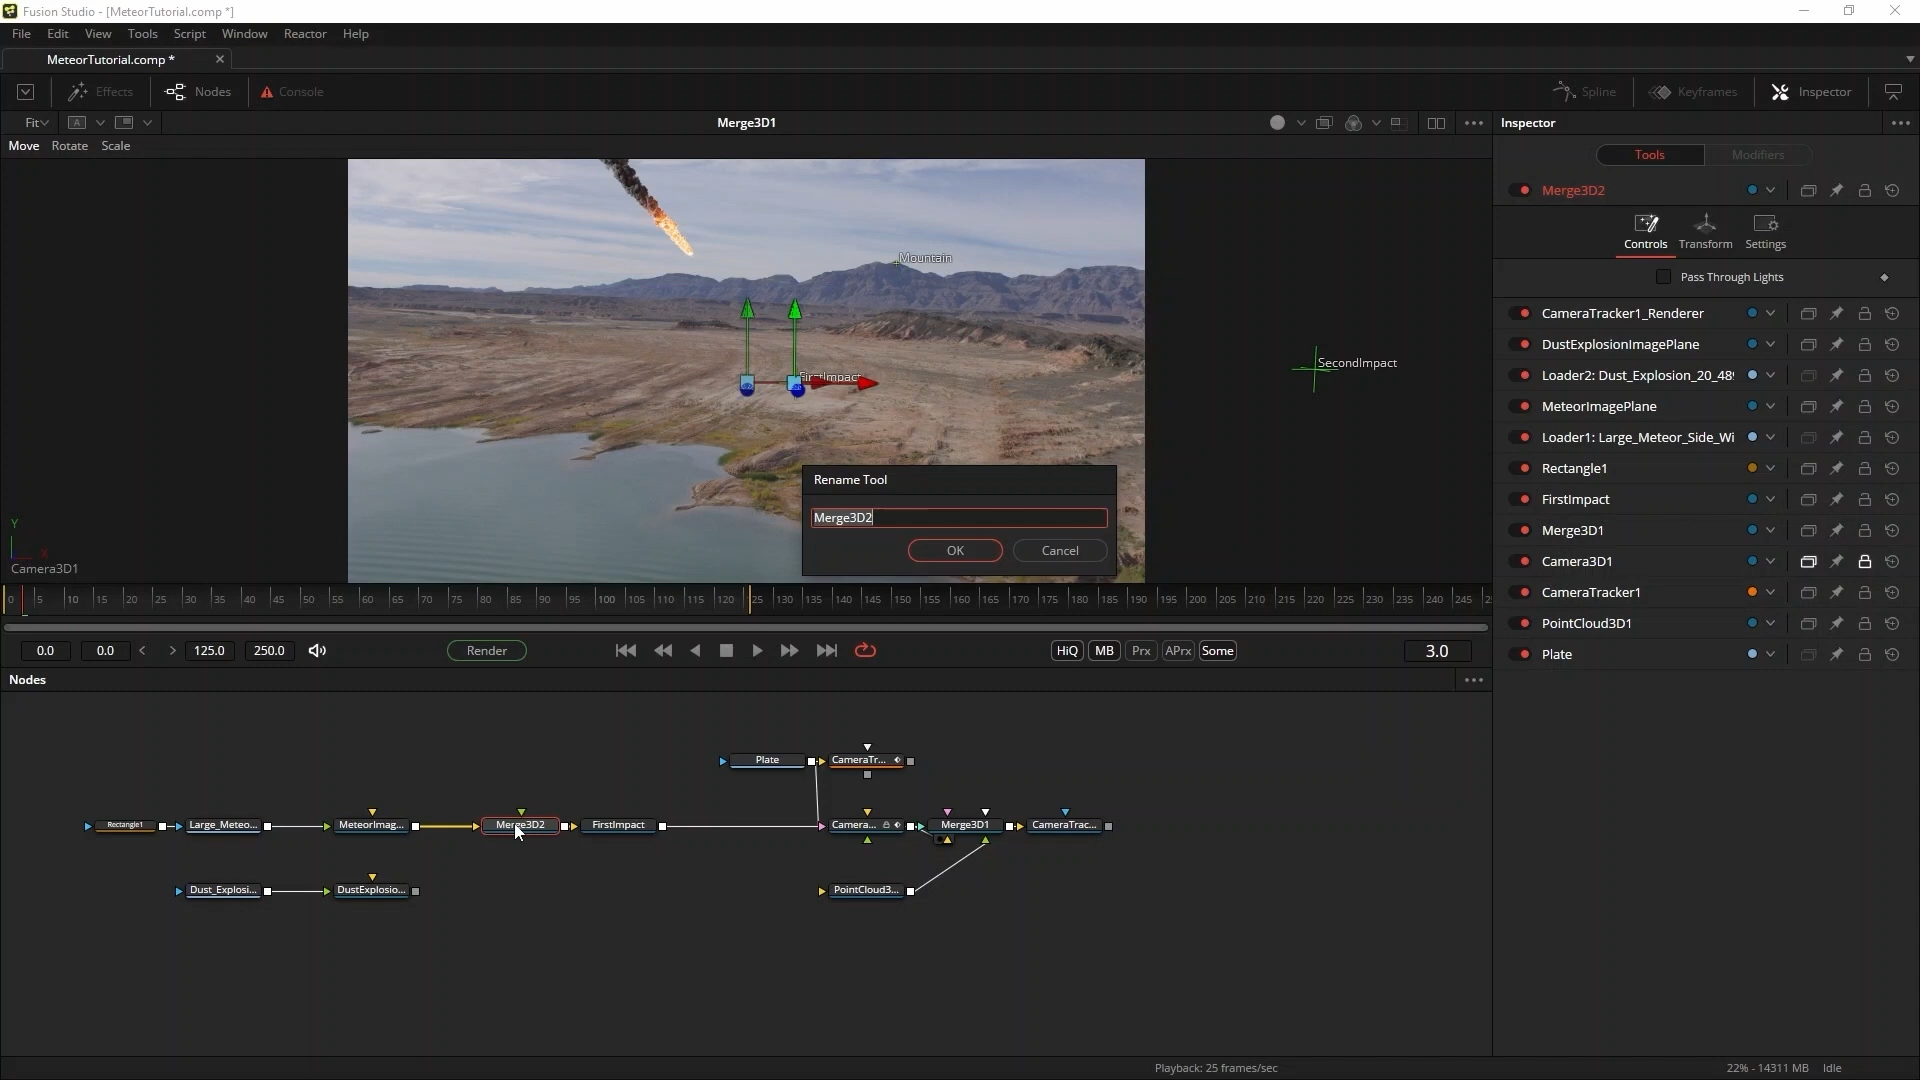 Fusion Studio - [MeteorTutorial.comp *]
File Edit View Tools Script Window Reactor Help
MeteorTutorial.comp *
Effects Nodes Console Spline Keyframes Inspector
Fit A Merge3D1 Inspector
Move Rotate Scale
Tools Modifiers
Merge3D2
Controls Transform Settings
Pass Through Lights
CameraTracker1_Renderer
DustExplosionImagePlane
Loader2: Dust_Explosion_20_48
MeteorImagePlane
Loader1: Large_Meteor_Side_Wi
Rectangle1
FirstImpact
Merge3D1
Camera3D1
CameraTracker1
PointCloud3D1
Plate
Mountain
FirstImpact
SecondImpact
Rename Tool
Merge3D2
OK Cancel
Y
X
Camera3D1
0 5 10 15 20 25 30 35 40 45 50 55 60 65 70 75 80 85 90 95 100 105 110 115 120 25 130 135 140 145 150 155 160 165 170 175 180 185 190 195 200 205 210 215 220 225 230 235 240 245 2
0.0 0.0 < > 125.0 250.0 Render HiQ MB Prx APrx Some 3.0
Nodes
Plate CameraTr...
Rectangle1 Large_Meteo... MeteorImag... Merge3D2 FirstImpact Camera... Merge3D1 CameraTrac...
Dust_Explosi... DustExplosio... PointCloud3...
Playback: 25 frames/sec 22% - 14311 MB Idle